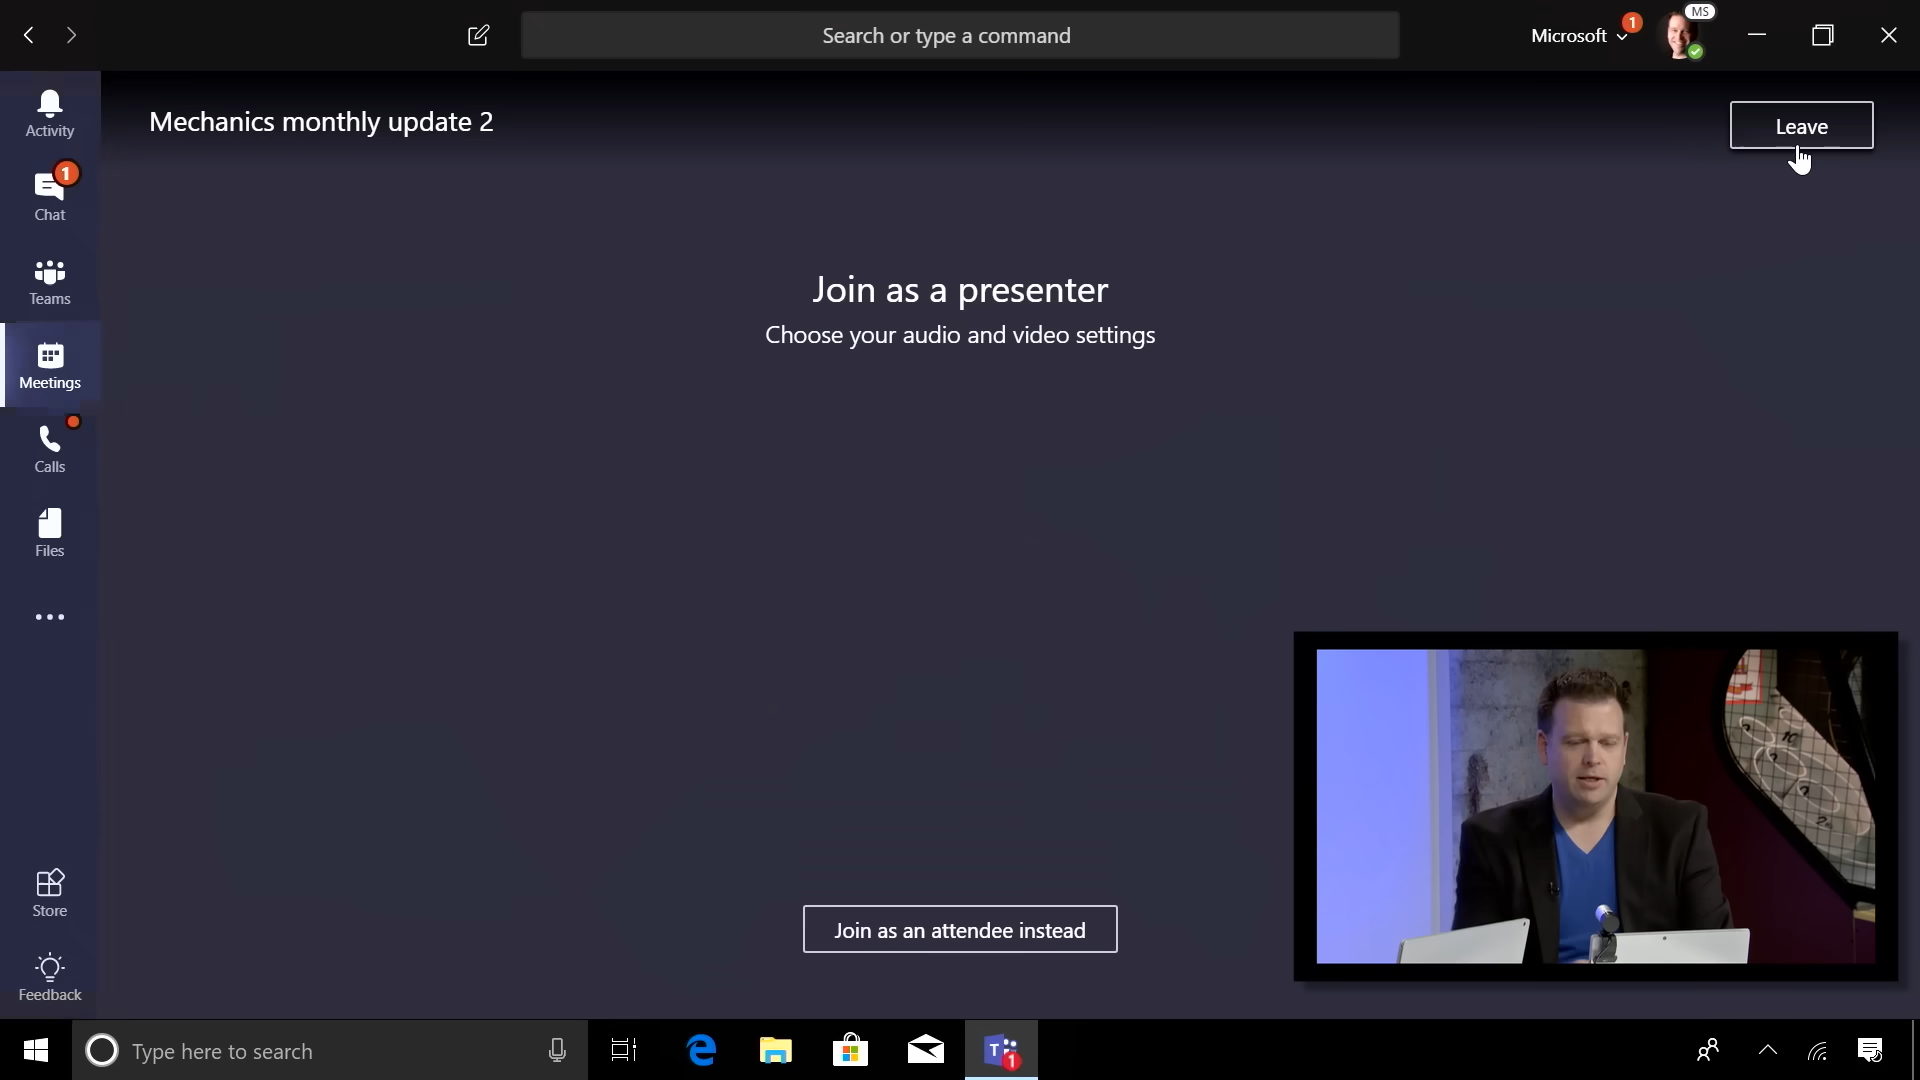 Search or type a command
Microsoft
1
MS
Activity
Mechanics monthly update 2
Leave
1
Chat
Teams
Join as a presenter
Choose your audio and video settings
Meetings
Calls
Files
Store
Join as an attendee instead
Feedback
Type here to search
T
1